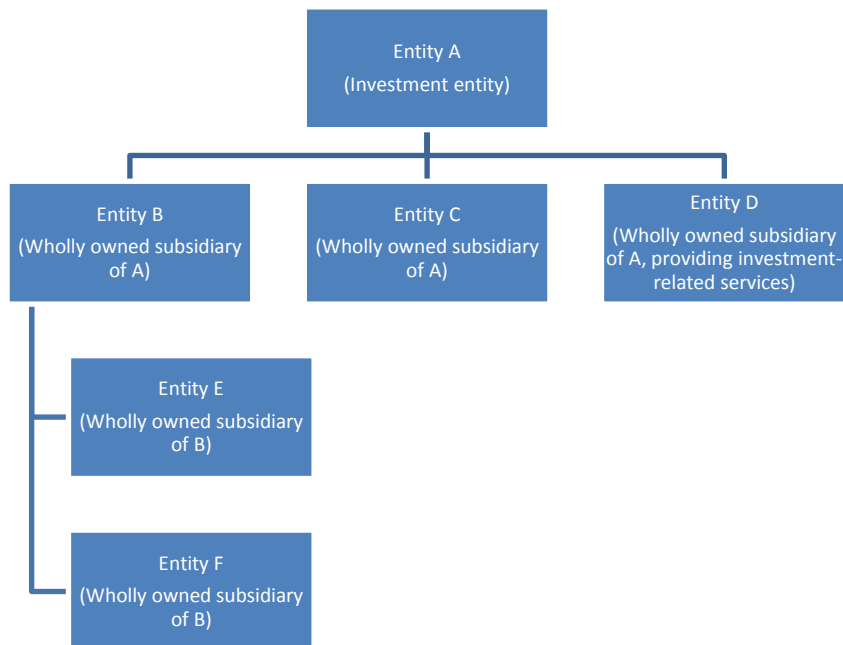 Entity A
(Investment entity)
Entity B
(Wholly owned subsidiary
of A)
Entity C
(Wholly owned subsidiary
of A)
Entity D
(Wholly owned subsidiary
of A, providing investment-
related services)
Entity E
(Wholly owned subsidiary
of B)
Entity F
(Wholly owned subsidiary
of B)